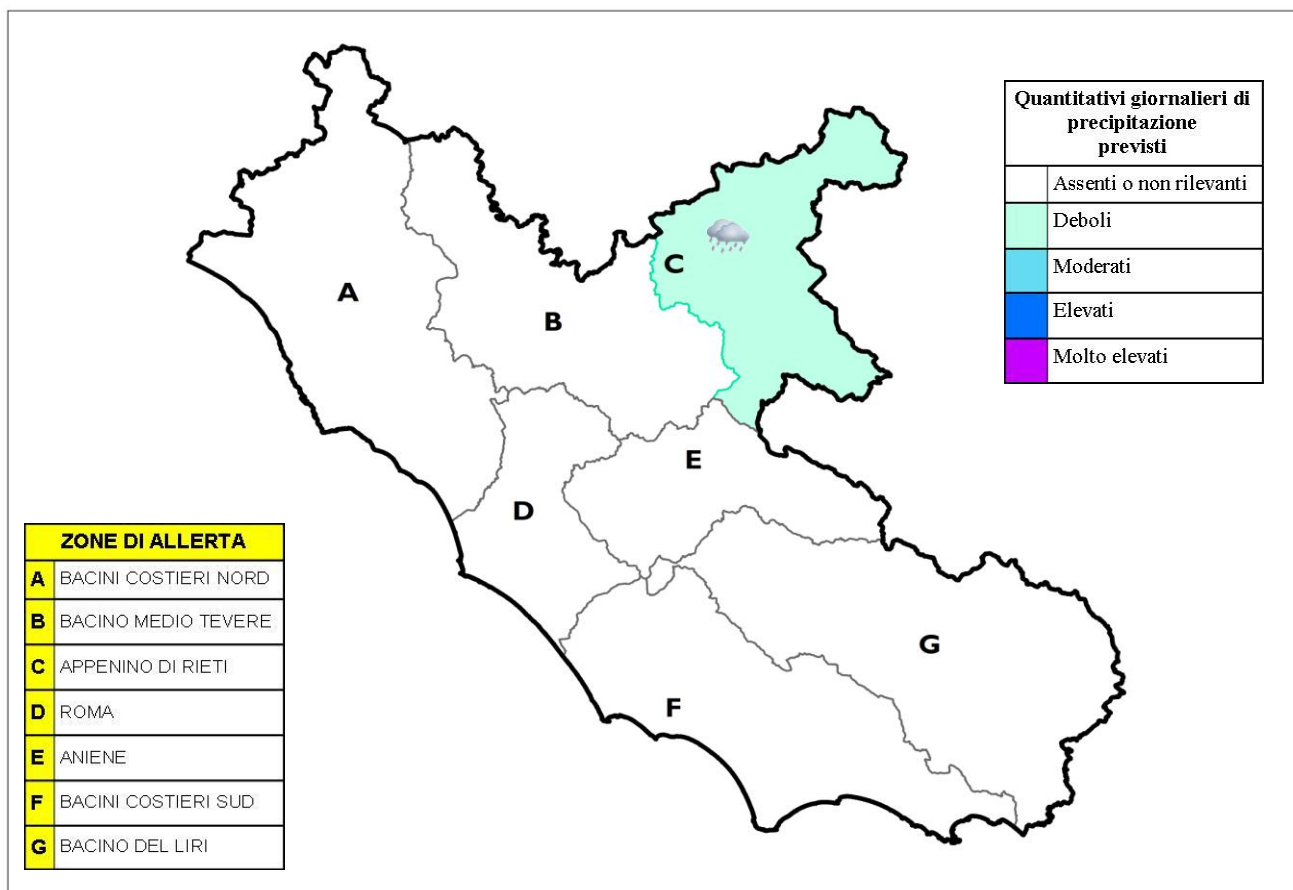 Quantitativi giornalieri di
precipitazione
previsti
Assenti o non rilevanti
Deboli
Moderati
Elevati
Molto elevati
A
B
C
D
E
F
G
ZONE DI ALLERTA
A BACINI COSTIERI NORD
B BACINO MEDIO TEVERE
C APPENINO DI RIETI
D ROMA
E ANIENE
F BACINI COSTIERI SUD
G BACINO DEL LIRI